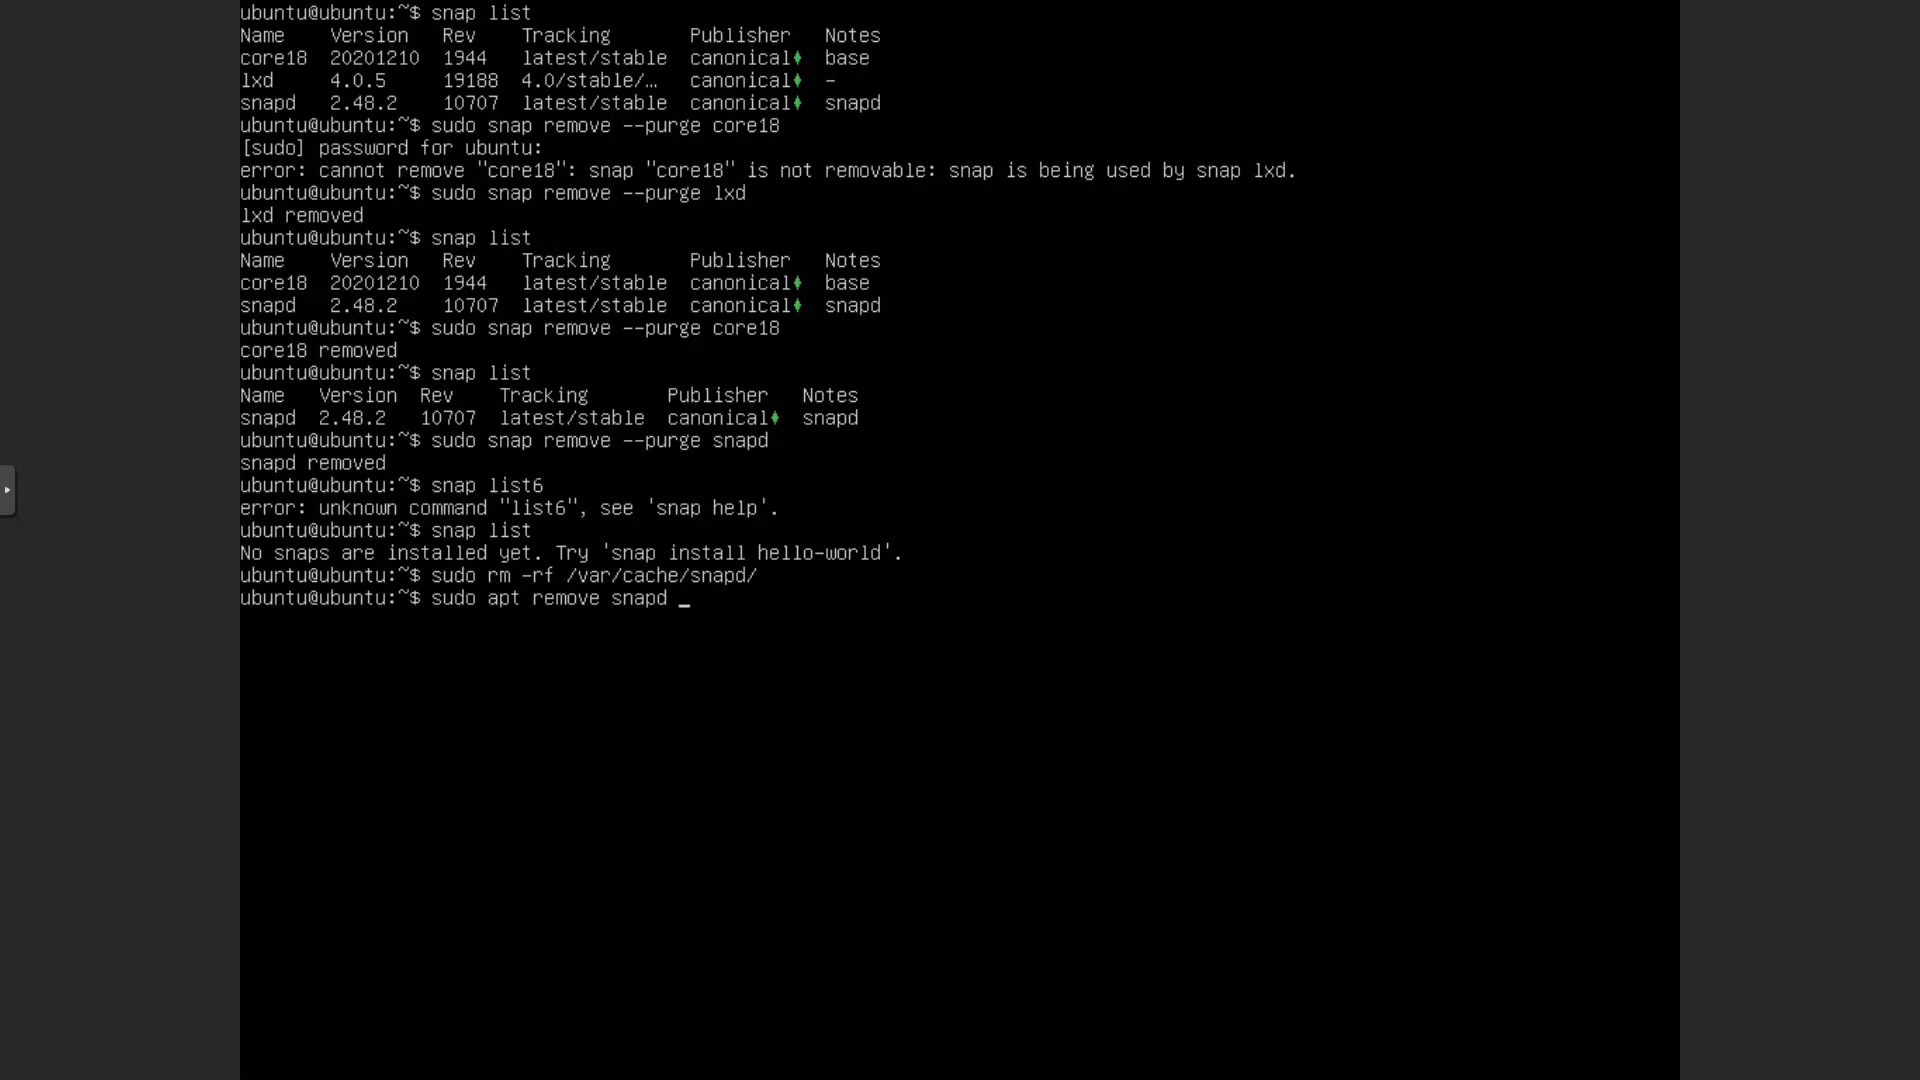 ubuntu@ubuntu:~$ snap list
Name    Version   Rev    Tracking       Publisher   Notes
core18  20201210  1944   latest/stable  canonical♦  base
lxd     4.0.5     19188  4.0/stable/…   canonical♦  -
snapd   2.48.2    10707  latest/stable  canonical♦  snapd
ubuntu@ubuntu:~$ sudo snap remove --purge core18
[sudo] password for ubuntu:
error: cannot remove "core18": snap "core18" is not removable: snap is being used by snap lxd.
ubuntu@ubuntu:~$ sudo snap remove --purge lxd
lxd removed
ubuntu@ubuntu:~$ snap list
Name    Version   Rev    Tracking       Publisher   Notes
core18  20201210  1944   latest/stable  canonical♦  base
snapd   2.48.2    10707  latest/stable  canonical♦  snapd
ubuntu@ubuntu:~$ sudo snap remove --purge core18
core18 removed
ubuntu@ubuntu:~$ snap list
Name   Version  Rev    Tracking       Publisher   Notes
snapd  2.48.2   10707  latest/stable  canonical♦  snapd
ubuntu@ubuntu:~$ sudo snap remove --purge snapd
snapd removed
ubuntu@ubuntu:~$ snap list6
error: unknown command "list6", see 'snap help'.
ubuntu@ubuntu:~$ snap list
No snaps are installed yet. Try 'snap install hello-world'.
ubuntu@ubuntu:~$ sudo rm -rf /var/cache/snapd/
ubuntu@ubuntu:~$ sudo apt remove snapd _